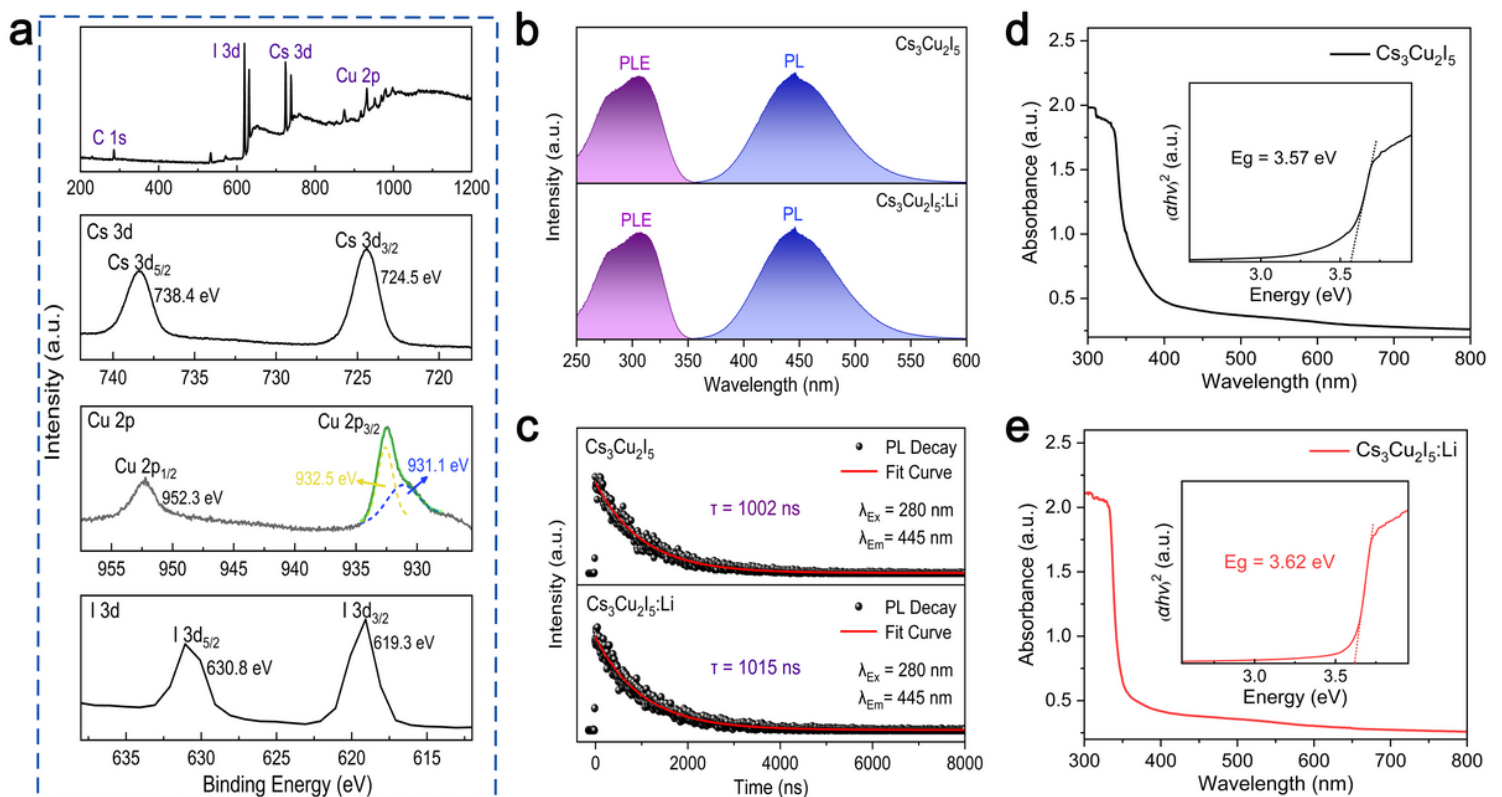 a
I 3d
Cs 3d
Cu 2p
C 1s
200 400 600 800 1000 1200
Cs 3d
Cs 3d3/2
724.5 eV
Cs 3d5/2
738.4 eV
740 735 730 725 720
Cu 2p
Cu 2p3/2
932.5 eV
931.1 eV
Cu 2p1/2
952.3 eV
955 950 945 940 935 930
I 3d
I 3d3/2
619.3 eV
I 3d5/2
630.8 eV
635 630 625 620 615
Binding Energy (eV)
Intensity (a.u.)
b
Cs3Cu2I5
PLE
PL
Cs3Cu2I5:Li
PLE
PL
250 300 350 400 450 500 550 600
Wavelength (nm)
Intensity (a.u.)
c
Cs3Cu2I5
PL Decay
Fit Curve
τ = 1002 ns
λEx = 280 nm
λEm = 445 nm
Cs3Cu2I5:Li
PL Decay
Fit Curve
τ = 1015 ns
λEx = 280 nm
λEm= 445 nm
0 2000 4000 6000 8000
Time (ns)
Intensity (a.u.)
d
Cs3Cu2I5
2.5
2.0
1.5
1.0
0.5
Absorbance (a.u.)
(αhv)2 (a.u.)
Eg = 3.57 eV
3.0 3.5
Energy (eV)
300 400 500 600 700 800
Wavelength (nm)
e
Cs3Cu2I5:Li
2.5
2.0
1.5
1.0
0.5
Absorbance (a.u.)
(αhv)2 (a.u.)
Eg = 3.62 eV
3.0 3.5
Energy (eV)
300 400 500 600 700 800
Wavelength (nm)